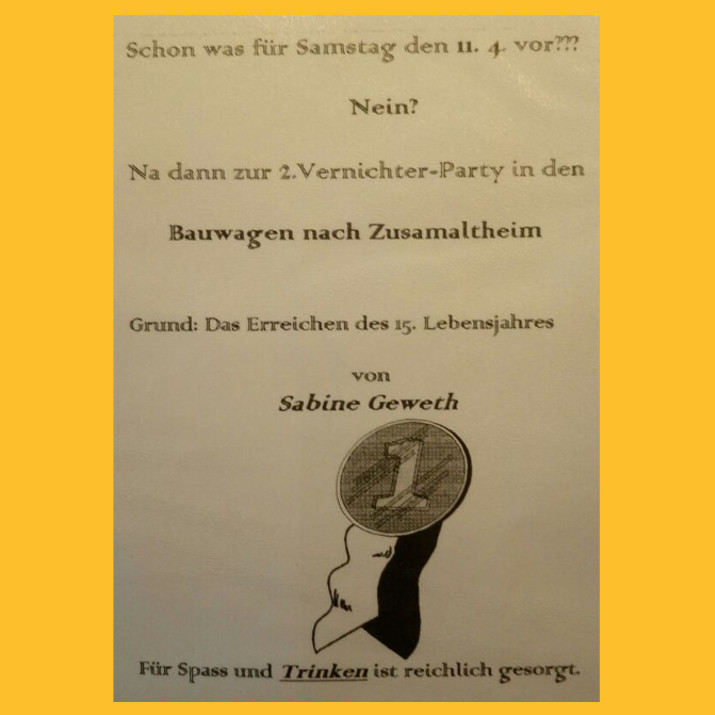 Schon was für Samstag den 11. 4. vor???
Nein?
Na dann zur 2.Vernichter-Party in den
Bauwagen nach Zusamaltheim
Grund: Das Erreichen des 15. Lebensjahres
von
Sabine Geweth
1
Für Spass und Trinken ist reichlich gesorgt.